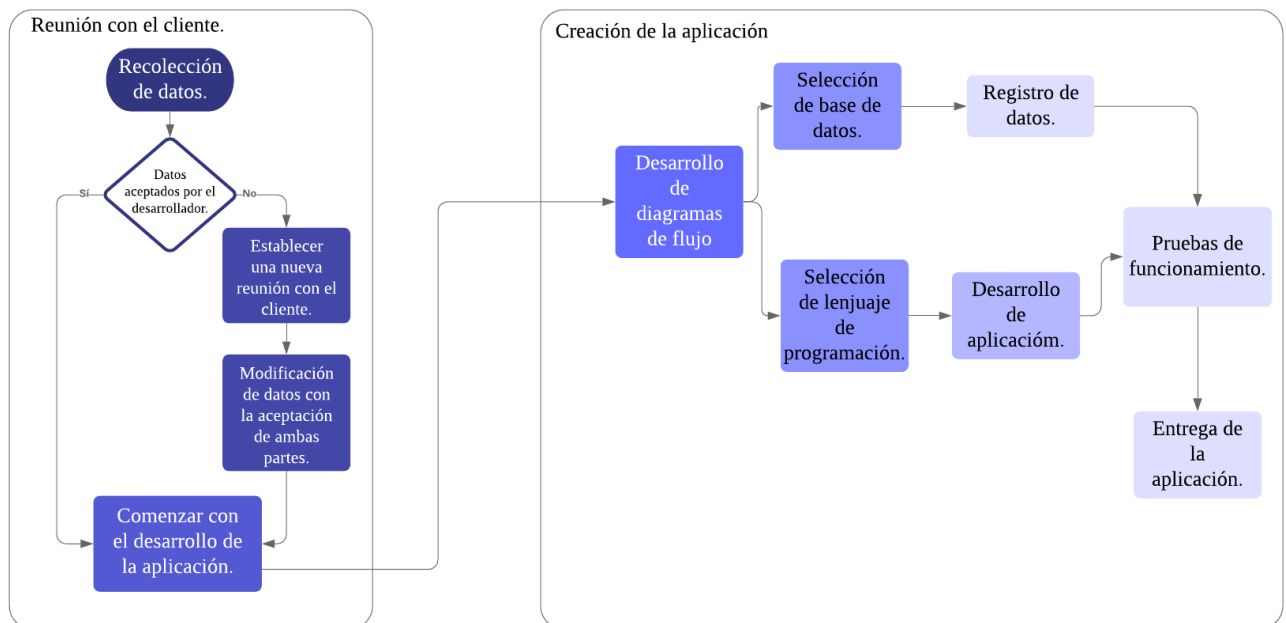 Reunión con el cliente.
Recolección
de datos.
Datos
aceptados por el
desarrollador.
Sí
No
Establecer
una nueva
reunión con el
cliente.
Modificación
de datos con
la aceptación
de ambas
partes.
Comenzar con
el desarrollo de
la aplicación.
Creación de la aplicación
Desarrollo
de
diagramas
de flujo
Selección
de base de
datos.
Registro de
datos.
Selección
de lenjuaje
de
programación.
Desarrollo
de
aplicacióm.
Pruebas de
funcionamiento.
Entrega de
la
aplicación.